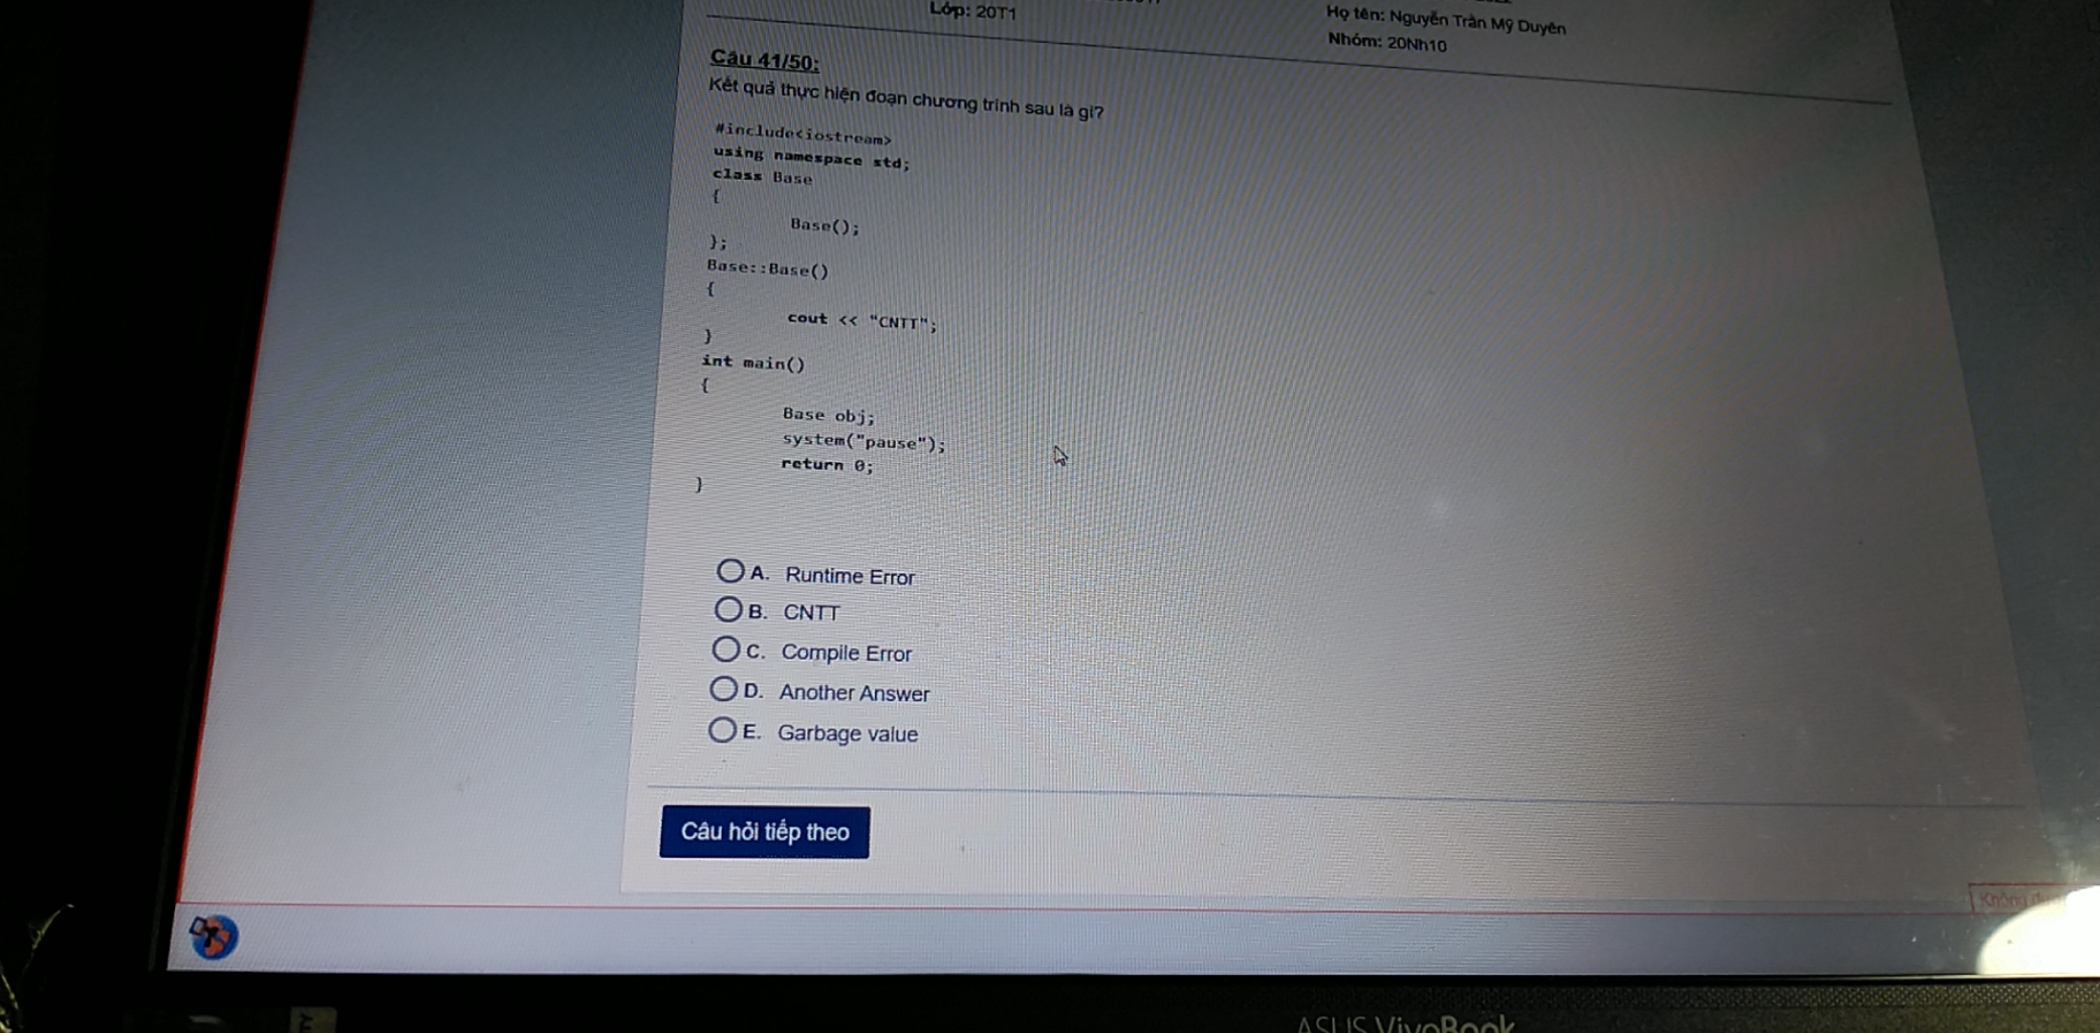 Lớp: 20T1
Họ tên: Nguyễn Trần Mỹ Duyên
Nhóm: 20Nh10
Câu 41/50:
Kết quả thực hiện đoạn chương trình sau là gì?
#include<iostream>
using namespace std;
class Base
{
Base();
};
Base::Base()
{
cout << "CNTT";
}
int main()
{
Base obj;
system("pause");
return 0;
}
A. Runtime Error
B. CNTT
C. Compile Error
D. Another Answer
E. Garbage value
Câu hỏi tiếp theo
Không
ASUS VivoBook